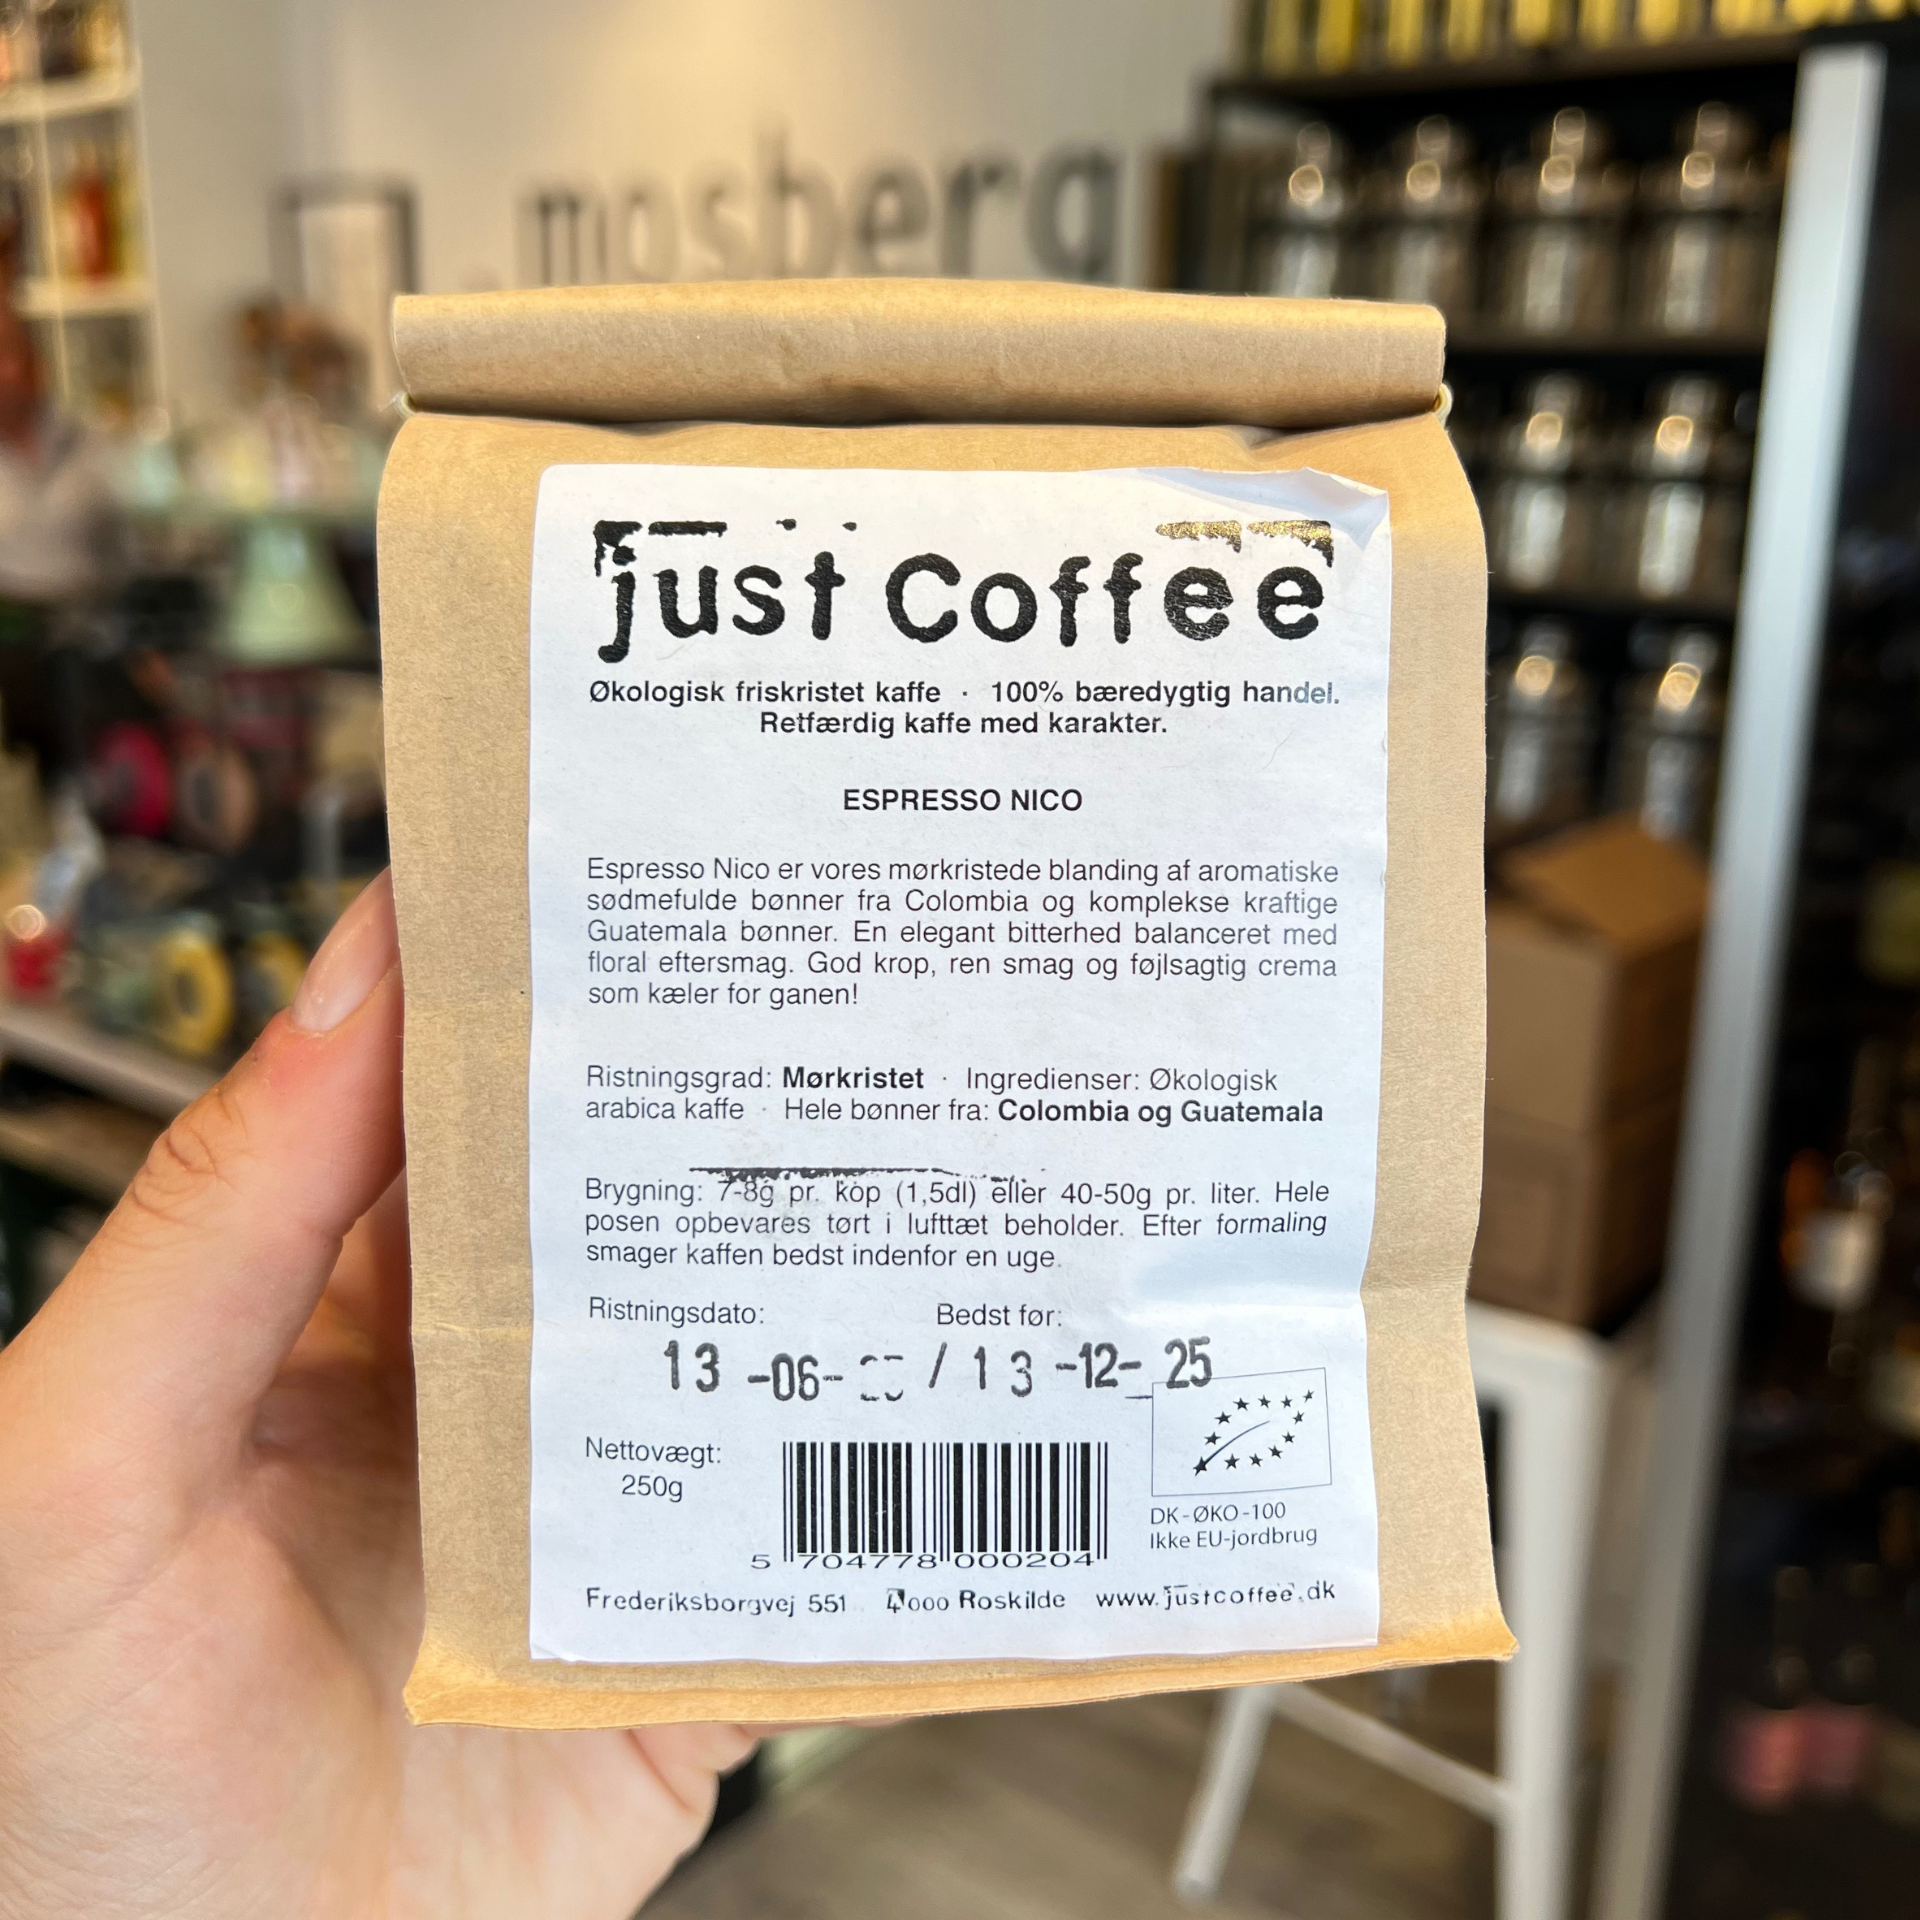 mosberg
just Coffee
Økologisk friskristet kaffe · 100% bæredygtig handel.
Retfærdig kaffe med karakter.
ESPRESSO NICO
Espresso Nico er vores mørkristede blanding af aromatiske
sødmefulde bønner fra Colombia og komplekse kraftige
Guatemala bønner. En elegant bitterhed balanceret med
floral eftersmag. God krop, ren smag og føjlsagtig crema
som kæler for ganen!
Ristningsgrad: Mørkristet · Ingredienser: Økologisk
arabica kaffe · Hele bønner fra: Colombia og Guatemala
Brygning: 7-8g pr. kop (1,5dl) eller 40-50g pr. liter. Hele
posen opbevares tørt i lufttæt beholder. Efter formaling
smager kaffen bedst indenfor en uge.
Ristningsdato: Bedst før:
13 -06- / 13 -12- 25
Nettovægt:
250g
5 704778 000204
DK-ØKO-100
Ikke EU-jordbrug
Frederiksborgvej 551 4000 Roskilde www.justcoffee.dk